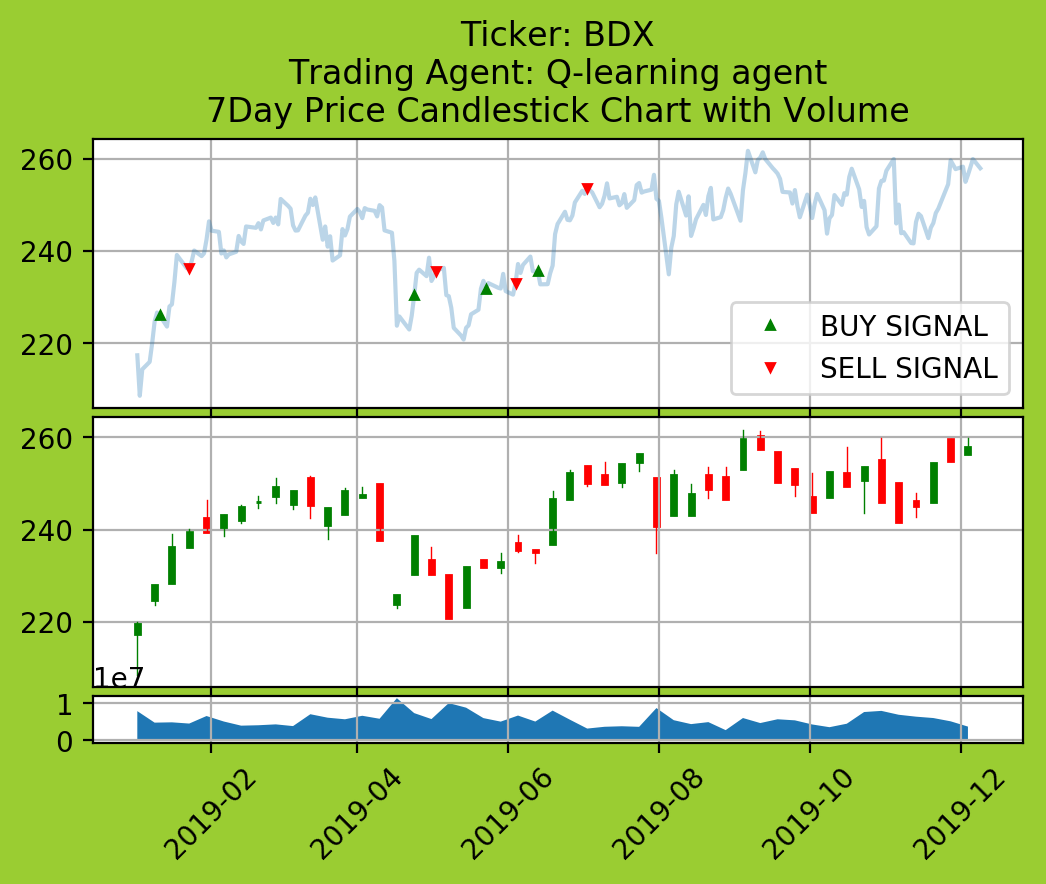 Ticker: BDX
Trading Agent: Q-learning agent
7Day Price Candlestick Chart with Volume
260
240
220
BUY SIGNAL
SELL SIGNAL
260
240
220
1e7
1
0
2019-02
2019-04
2019-06
2019-08
2019-10
2019-12